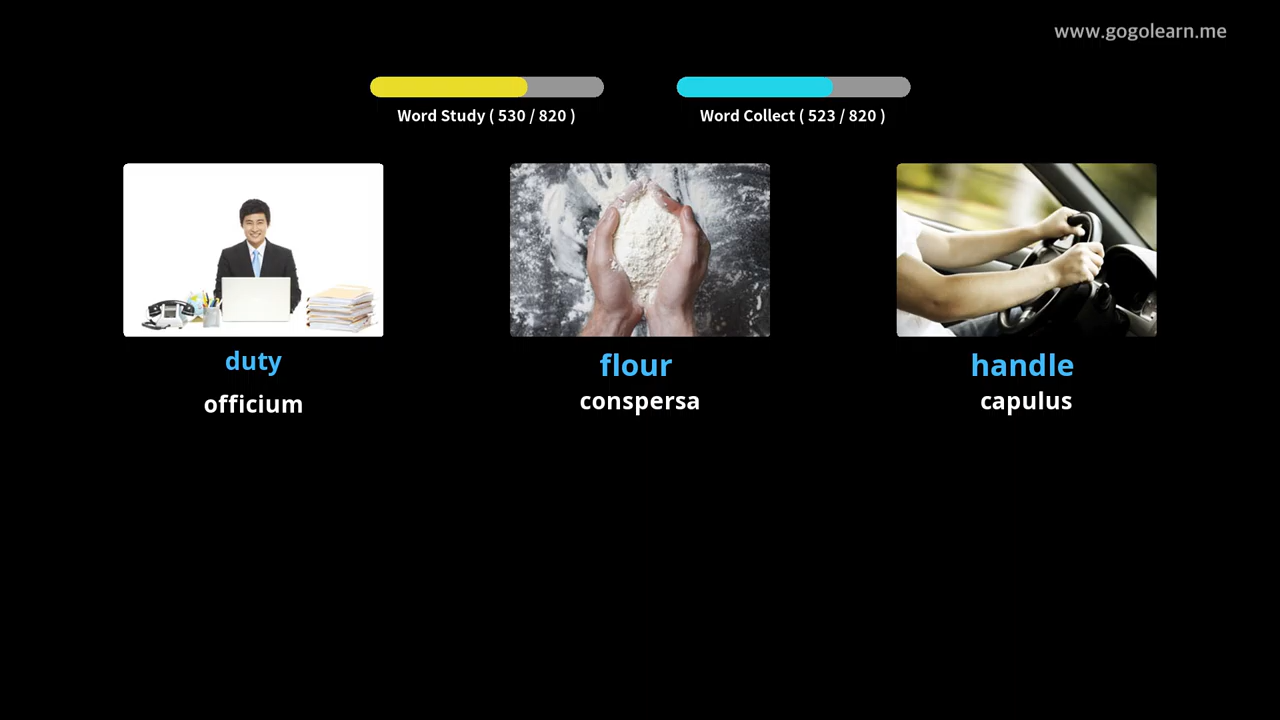 www.gogolearn.me
Word Study ( 530 / 820 )
Word Collect ( 523 / 820 )
duty
officium
flour
conspersa
handle
capulus